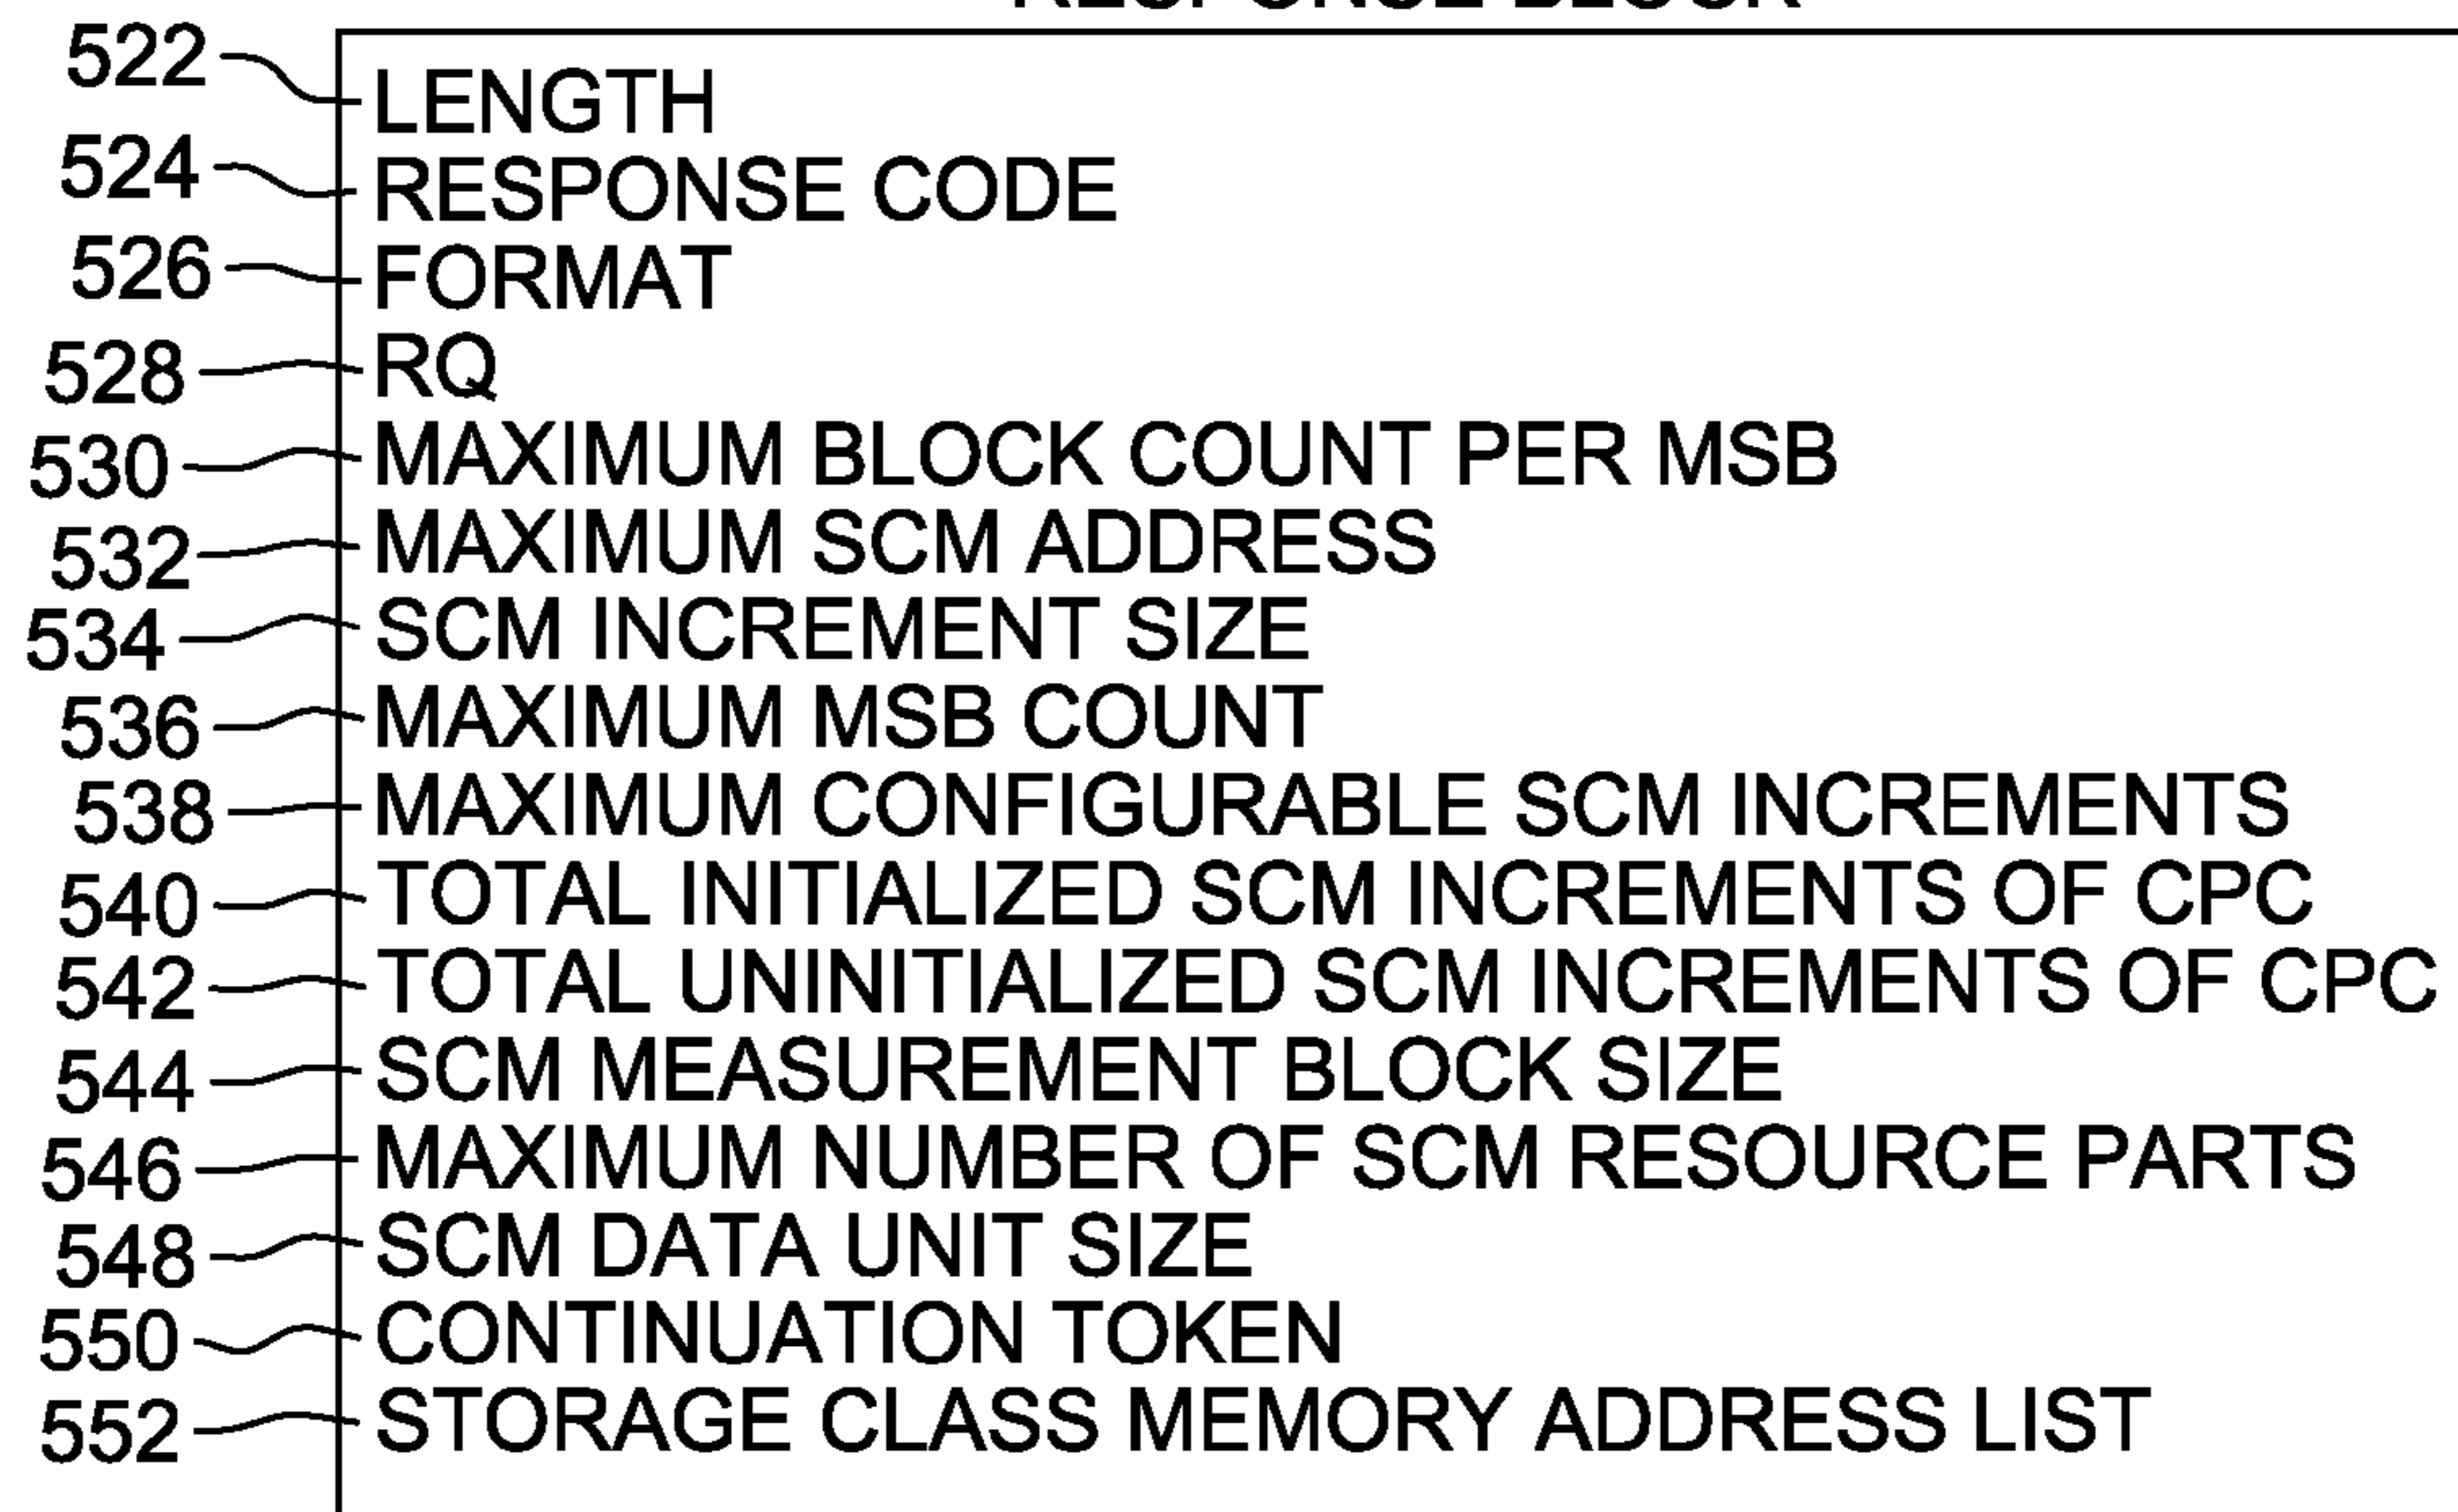 RESPONSE BLOCK
522 LENGTH
524 RESPONSE CODE
526 FORMAT
528 RQ
530 MAXIMUM BLOCK COUNT PER MSB
532 MAXIMUM SCM ADDRESS
534 SCM INCREMENT SIZE
536 MAXIMUM MSB COUNT
538 MAXIMUM CONFIGURABLE SCM INCREMENTS
540 TOTAL INITIALIZED SCM INCREMENTS OF CPC
542 TOTAL UNINITIALIZED SCM INCREMENTS OF CPC
544 SCM MEASUREMENT BLOCK SIZE
546 MAXIMUM NUMBER OF SCM RESOURCE PARTS
548 SCM DATA UNIT SIZE
550 CONTINUATION TOKEN
552 STORAGE CLASS MEMORY ADDRESS LIST